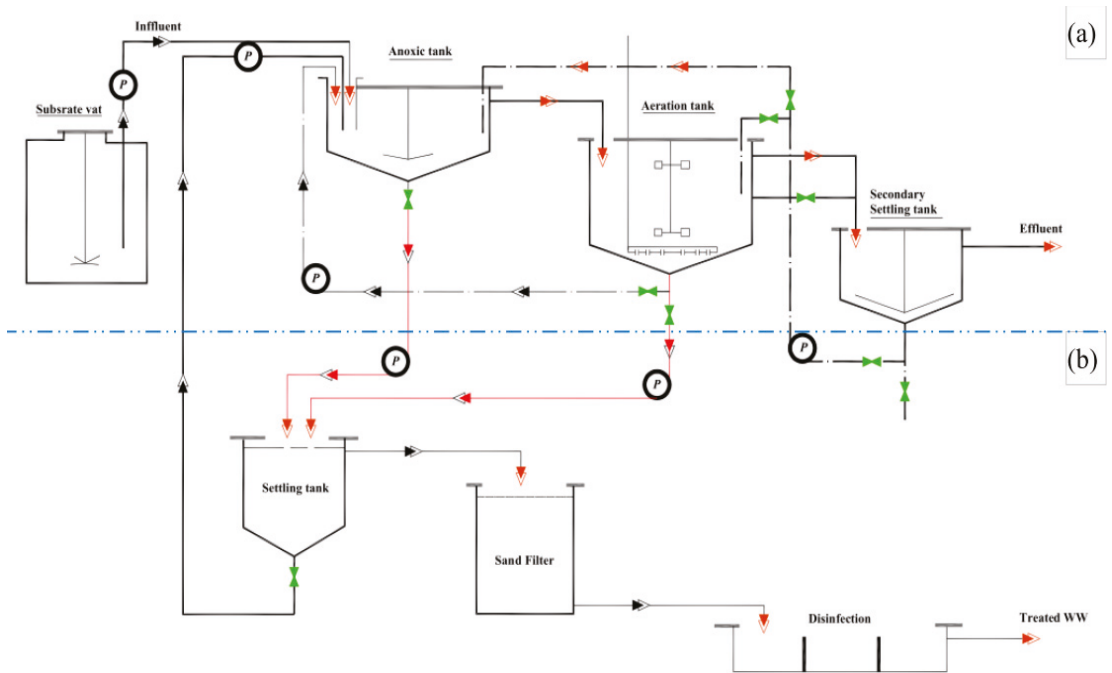 (a)
Inffluent
P
Anoxic tank
P
Subsrate vat
Aeration tank
Secondary
Settling tank
Effluent
P
(b)
P
P
P
Settling tank
Sand Filter
Disinfection
Treated WW